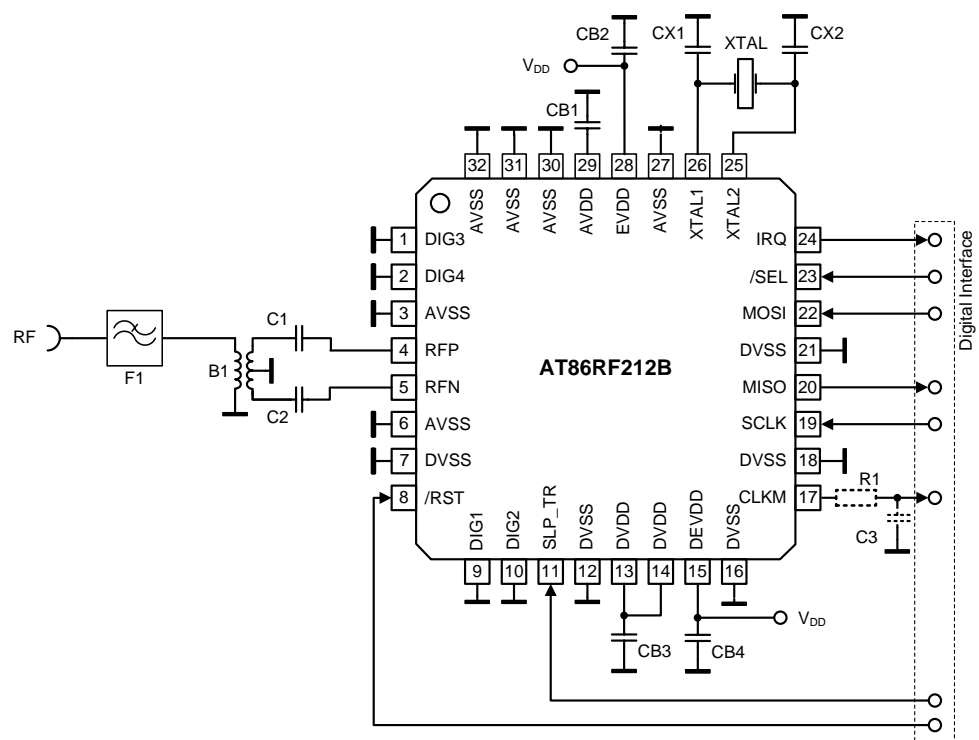 CB2
CX1
XTAL
CX2
VDD
CB1
32
31
30
29
28
27
26
25
AVSS
AVSS
AVSS
AVDD
EVDD
AVSS
XTAL1
XTAL2
1 DIG3
2 DIG4
3 AVSS
4 RFP
5 RFN
6 AVSS
7 DVSS
8 /RST
RF
F1
B1
C1
C2
AT86RF212B
IRQ 24
/SEL 23
MOSI 22
DVSS 21
MISO 20
SCLK 19
DVSS 18
CLKM 17
R1
C3
Digital Interface
DIG1
DIG2
SLP_TR
DVSS
DVDD
DVDD
DEVDD
DVSS
9
10
11
12
13
14
15
16
CB3
CB4
VDD